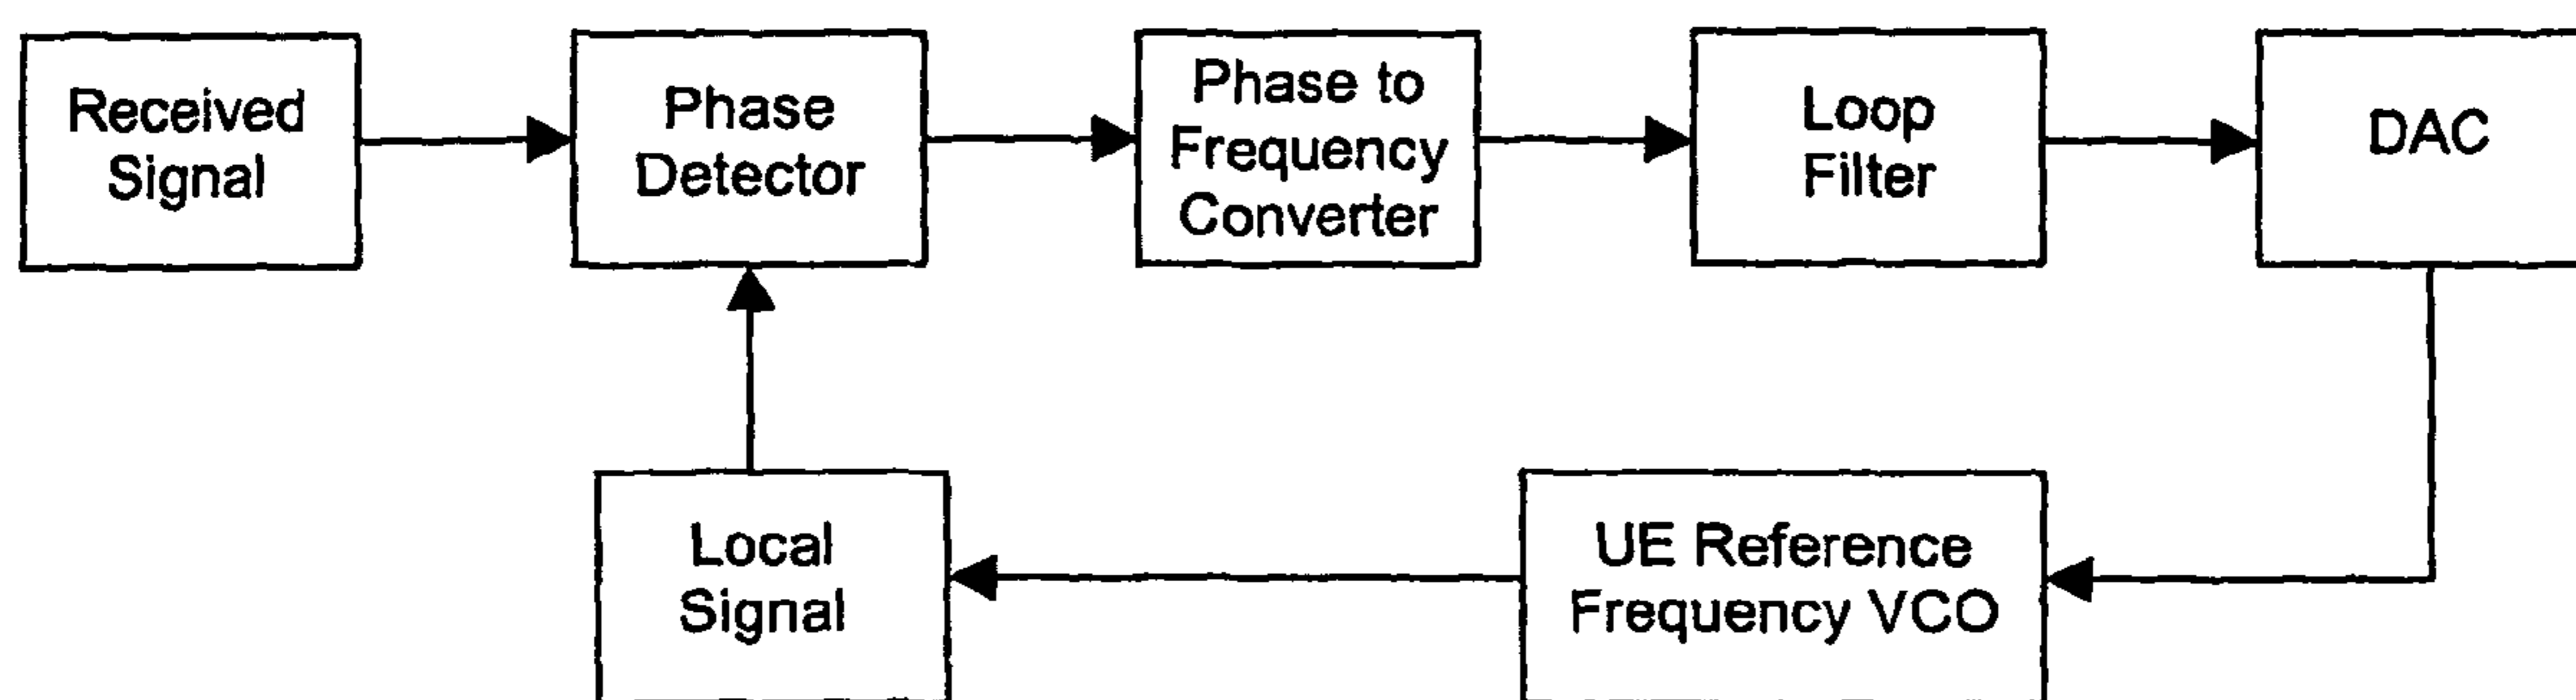 Received
Signal
Phase
Detector
Phase to
Frequency
Converter
Loop
Filter
DAC
Local
Signal
UE Reference
Frequency VCO